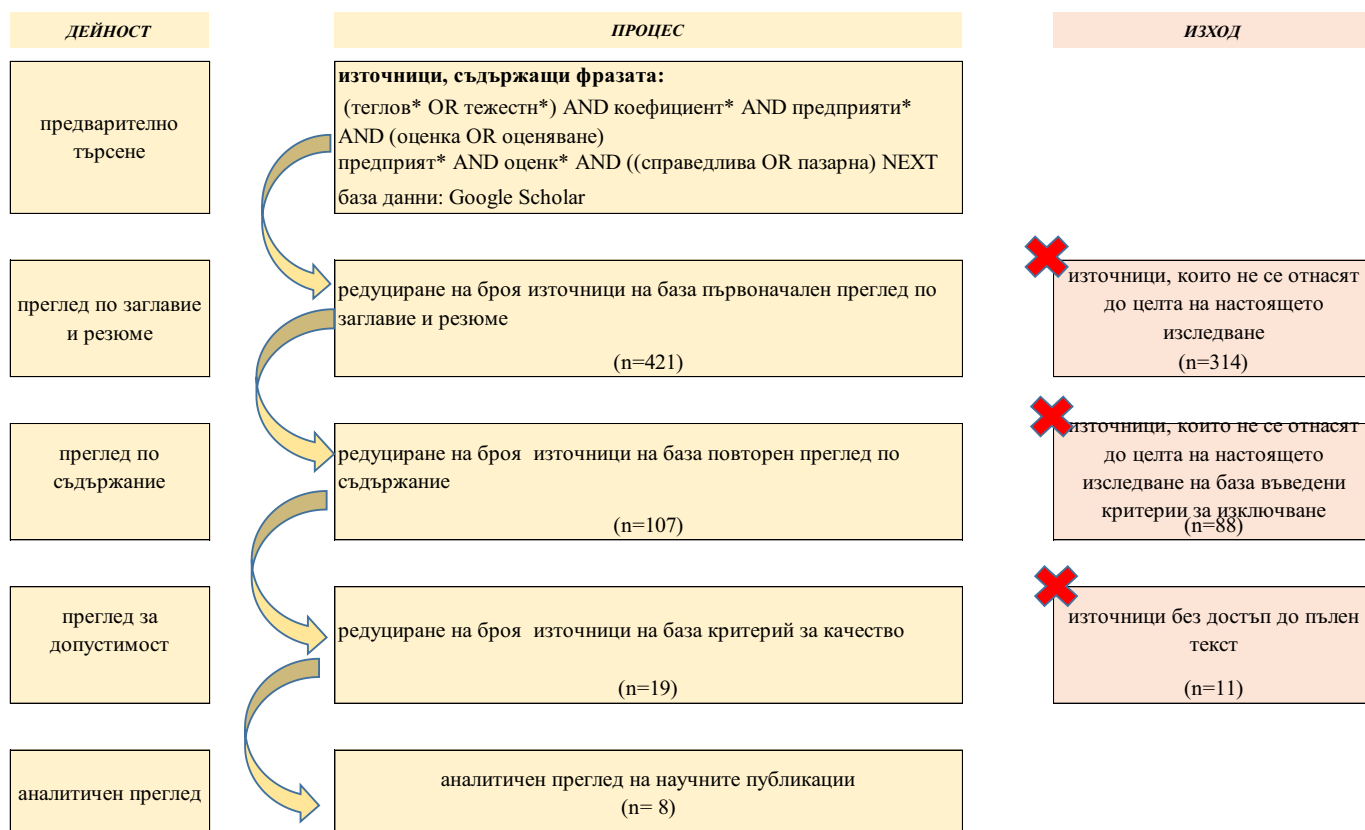 ДЕЙНОСТ
ПРОЦЕС
ИЗХОД
предварително
търсене
източници, съдържащи фразата:
(теглов* OR тежестн*) AND коефициент* AND предприяти*
AND (оценка OR оценяване)
предприят* AND оценк* AND ((справедлива OR пазарна) NEXT
база данни: Google Scholar
преглед по заглавие
и резюме
редуциране на броя източници на база първоначален преглед по
заглавие и резюме
(n=421)
източници, които не се отнасят
до целта на настоящето
изследване
(n=314)
преглед по
съдържание
редуциране на броя източници на база повторен преглед по
съдържание
(n=107)
източници, които не се отнасят
до целта на настоящето
изследване на база въведени
критерии за изключване
(n=88)
преглед за
допустимост
редуциране на броя източници на база критерий за качество
(n=19)
източници без достъп до пълен
текст
(n=11)
аналитичен преглед
аналитичен преглед на научните публикации
(n= 8)